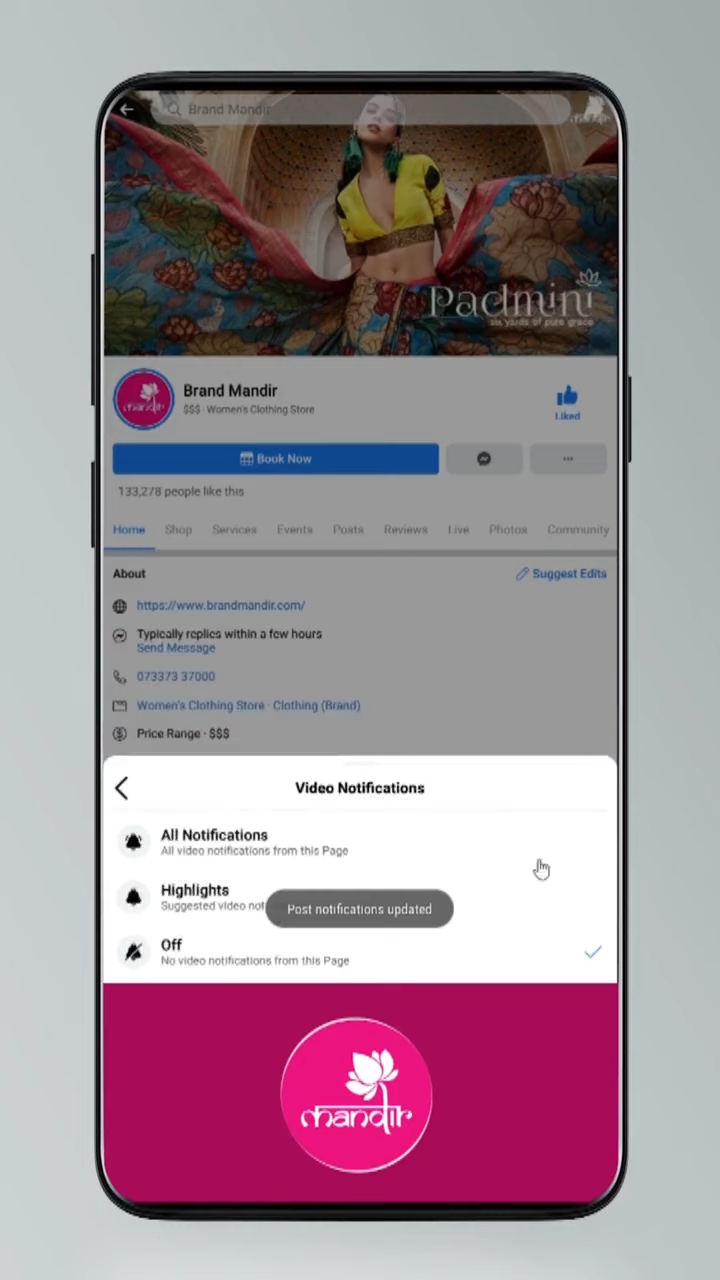 Brand Mandir
Padmini
six yards of pure grace
mandir
Brand Mandir
$$$ · Women's Clothing Store
Liked
Book Now
133,278 people like this
Home Shop Services Events Posts Reviews Live Photos Community
About
Suggest Edits
https://www.brandmandir.com/
Typically replies within a few hours
Send Message
073373 37000
Women's Clothing Store · Clothing (Brand)
Price Range · $$$
Video Notifications
All Notifications
All video notifications from this Page
Highlights
Suggested video not
Post notifications updated
Off
No video notifications from this Page
mandir